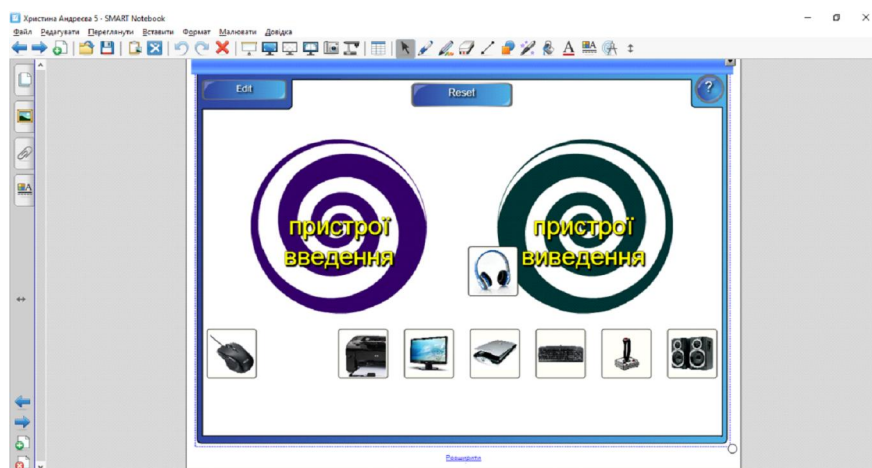 Христина Андреєва 5 - SMART Notebook
Файл Редагувати Переглянути Вставити Формат Малювати Довідка
Edit
Reset
?
пристрої
введення
пристрої
виведення